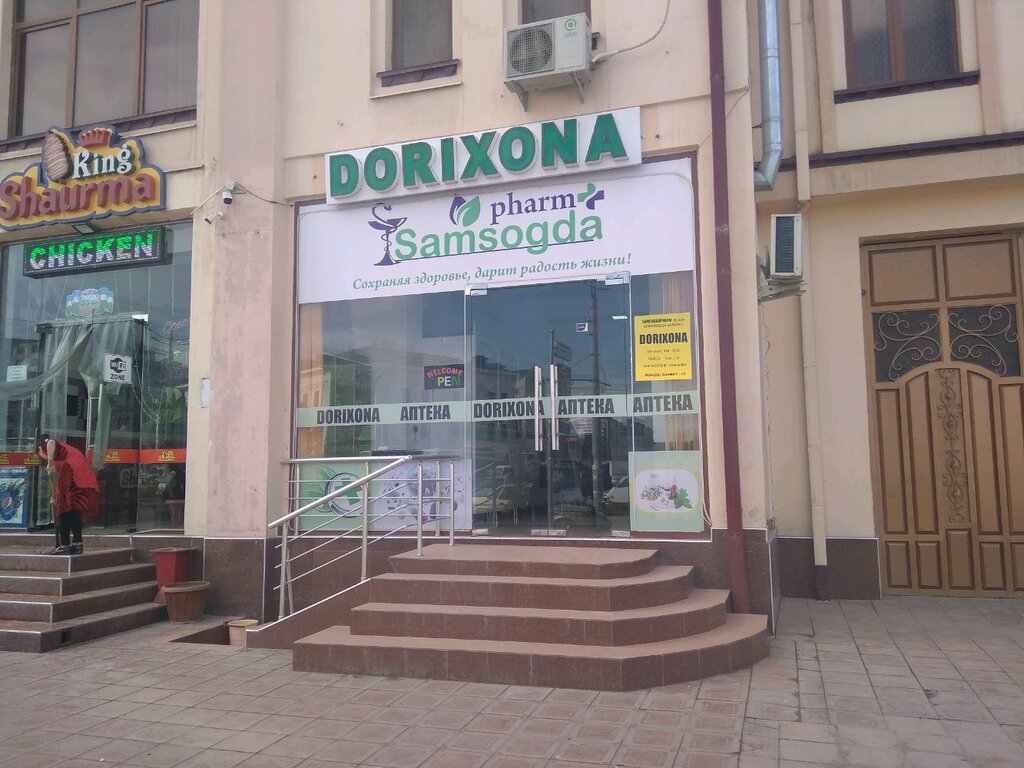 King
Shaurma
CHICKEN
ZONE
DORIXONA
pharm
Samsogda
Сохраняя здоровье, дарит радость жизни!
WELCOME
OPEN
DORIXONA
DORIXONA АПТЕКА
DORIXONA АПТЕКА
АПТЕКА